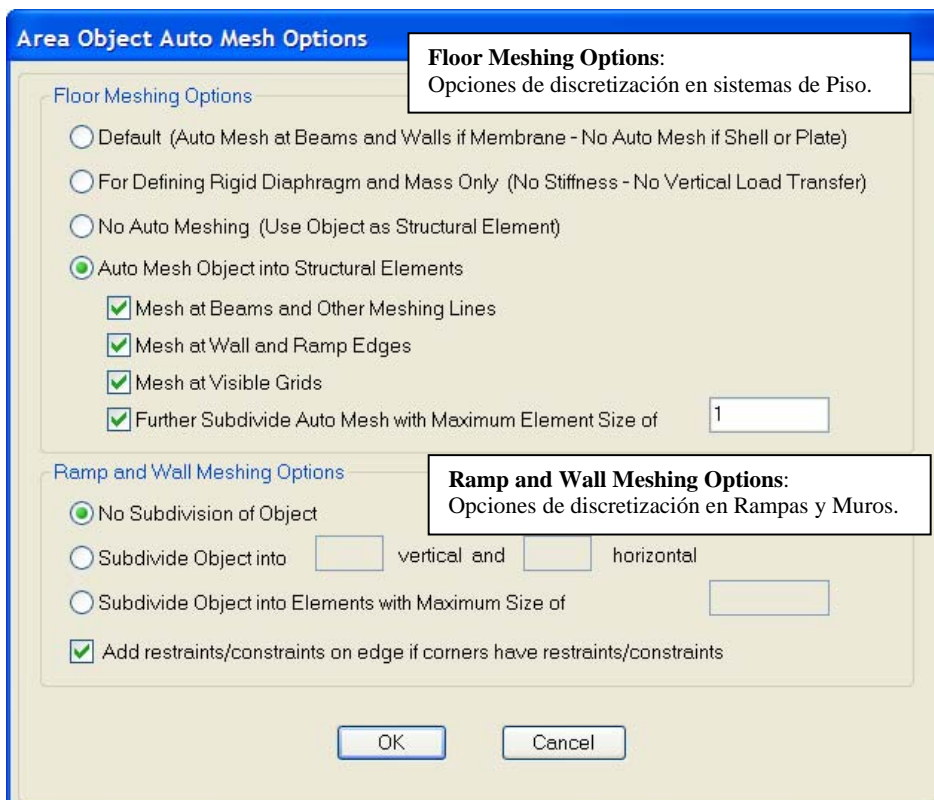 Area Object Auto Mesh Options
Floor Meshing Options:
Opciones de discretización en sistemas de Piso.
Floor Meshing Options
Default (Auto Mesh at Beams and Walls if Membrane - No Auto Mesh if Shell or Plate)
For Defining Rigid Diaphragm and Mass Only (No Stiffness - No Vertical Load Transfer)
No Auto Meshing (Use Object as Structural Element)
Auto Mesh Object into Structural Elements
Mesh at Beams and Other Meshing Lines
Mesh at Wall and Ramp Edges
Mesh at Visible Grids
Further Subdivide Auto Mesh with Maximum Element Size of 1
Ramp and Wall Meshing Options
Ramp and Wall Meshing Options:
Opciones de discretización en Rampas y Muros.
No Subdivision of Object
Subdivide Object into vertical and horizontal
Subdivide Object into Elements with Maximum Size of
Add restraints/constraints on edge if corners have restraints/constraints
OK Cancel